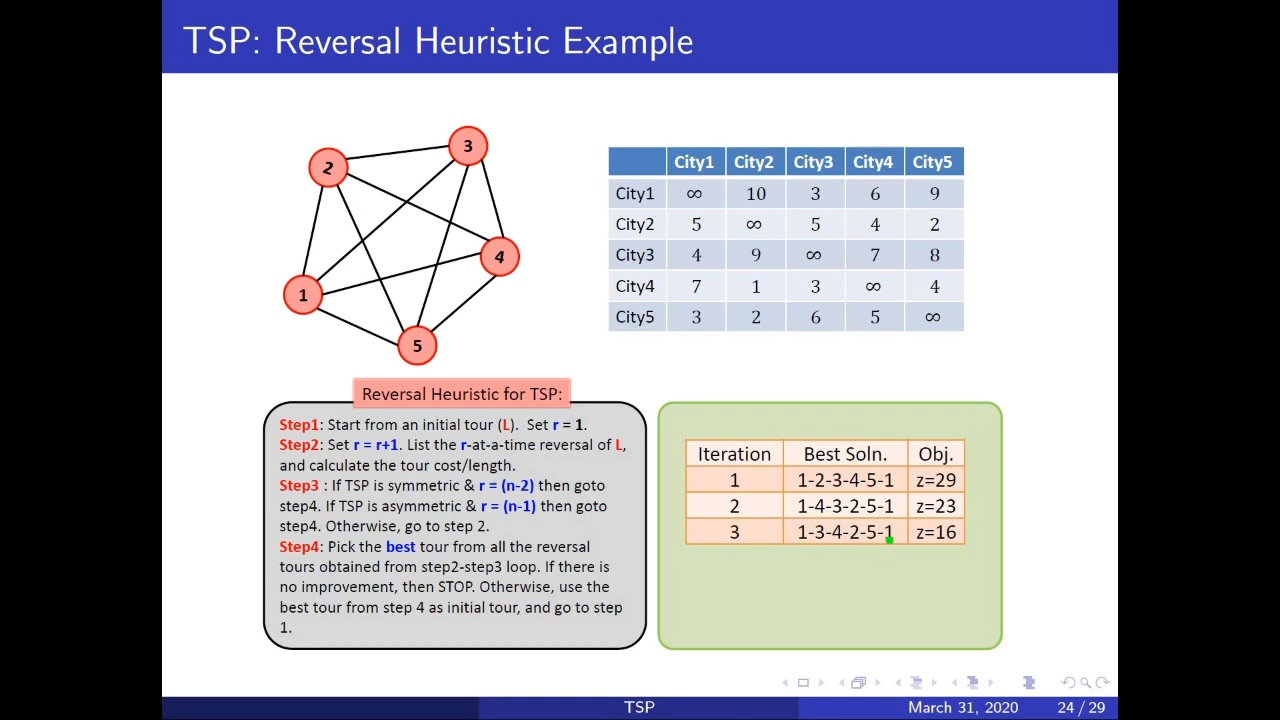 TSP: Reversal Heuristic Example
3
2
4
1
5
City1 City2 City3 City4 City5
City1 ∞ 10 3 6 9
City2 5 ∞ 5 4 2
City3 4 9 ∞ 7 8
City4 7 1 3 ∞ 4
City5 3 2 6 5 ∞
Reversal Heuristic for TSP:
Step1: Start from an initial tour (L). Set r = 1.
Step2: Set r = r+1. List the r-at-a-time reversal of L,
and calculate the tour cost/length.
Step3 : If TSP is symmetric & r = (n-2) then goto
step4. If TSP is asymmetric & r = (n-1) then goto
step4. Otherwise, go to step 2.
Step4: Pick the best tour from all the reversal
tours obtained from step2-step3 loop. If there is
no improvement, then STOP. Otherwise, use the
best tour from step 4 as initial tour, and go to step
1.
Iteration Best Soln. Obj.
1 1-2-3-4-5-1 z=29
2 1-4-3-2-5-1 z=23
3 1-3-4-2-5-1 z=16
TSP March 31, 2020 24 / 29